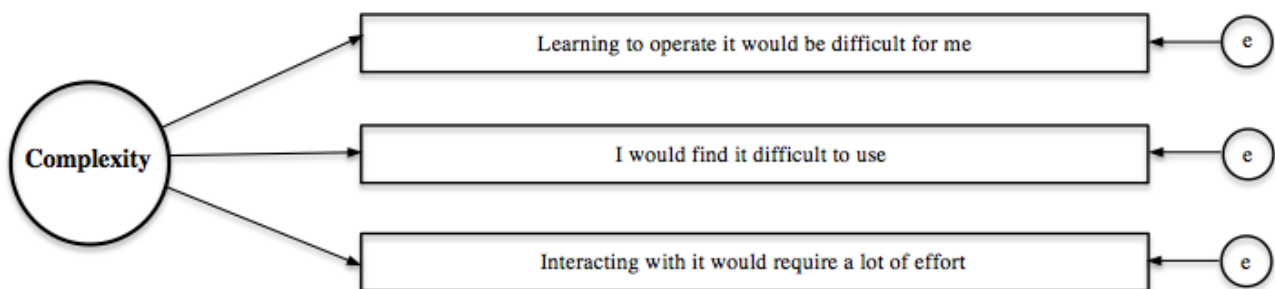 Learning to operate it would be difficult for me
e
Complexity
I would find it difficult to use
e
Interacting with it would require a lot of effort
e